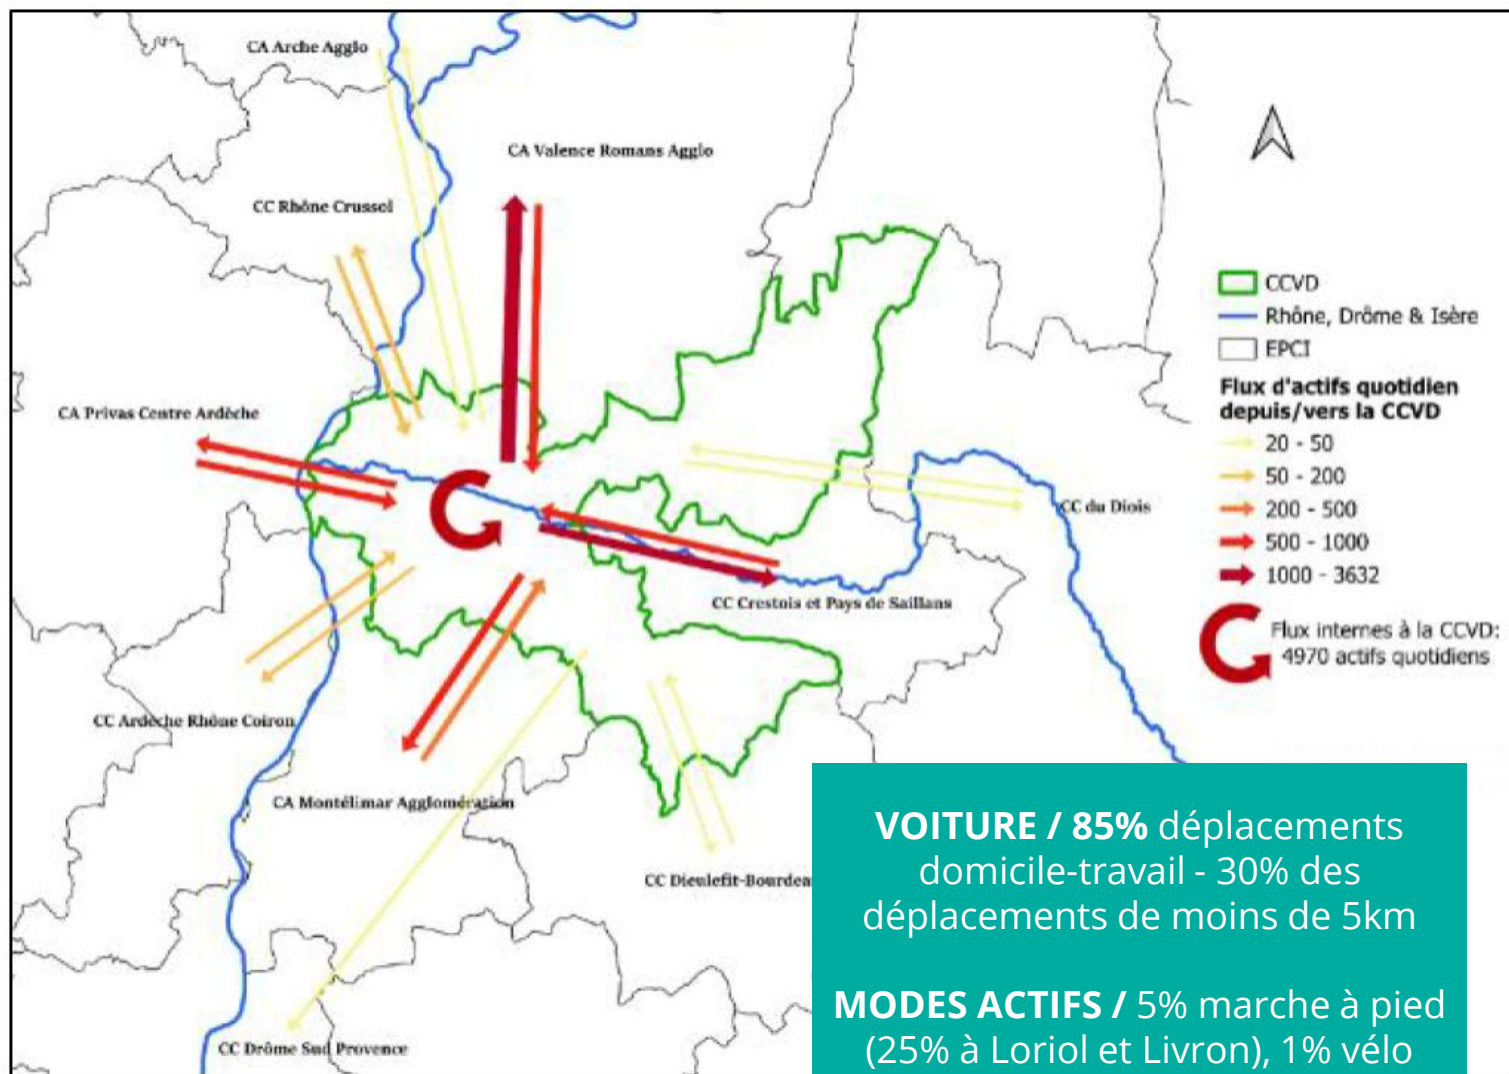 CA Arche Agglo
CA Valence Romans Agglo
CC Rhône Crussol
CA Privas Centre Ardèche
CC du Diois
CC Crestois et Pays de Saillans
CC Ardèche Rhône Coiron
CA Montélimar Agglomération
CC Dieulefit-Bourdea
CC Drôme Sud Provence
CCVD
Rhône, Drôme & Isère
EPCI
Flux d'actifs quotidien
depuis/vers la CCVD
20 - 50
50 - 200
200 - 500
500 - 1000
1000 - 3632
Flux internes à la CCVD:
4970 actifs quotidiens
VOITURE / 85% déplacements
domicile-travail - 30% des
déplacements de moins de 5km
MODES ACTIFS / 5% marche à pied
(25% à Loriol et Livron), 1% vélo